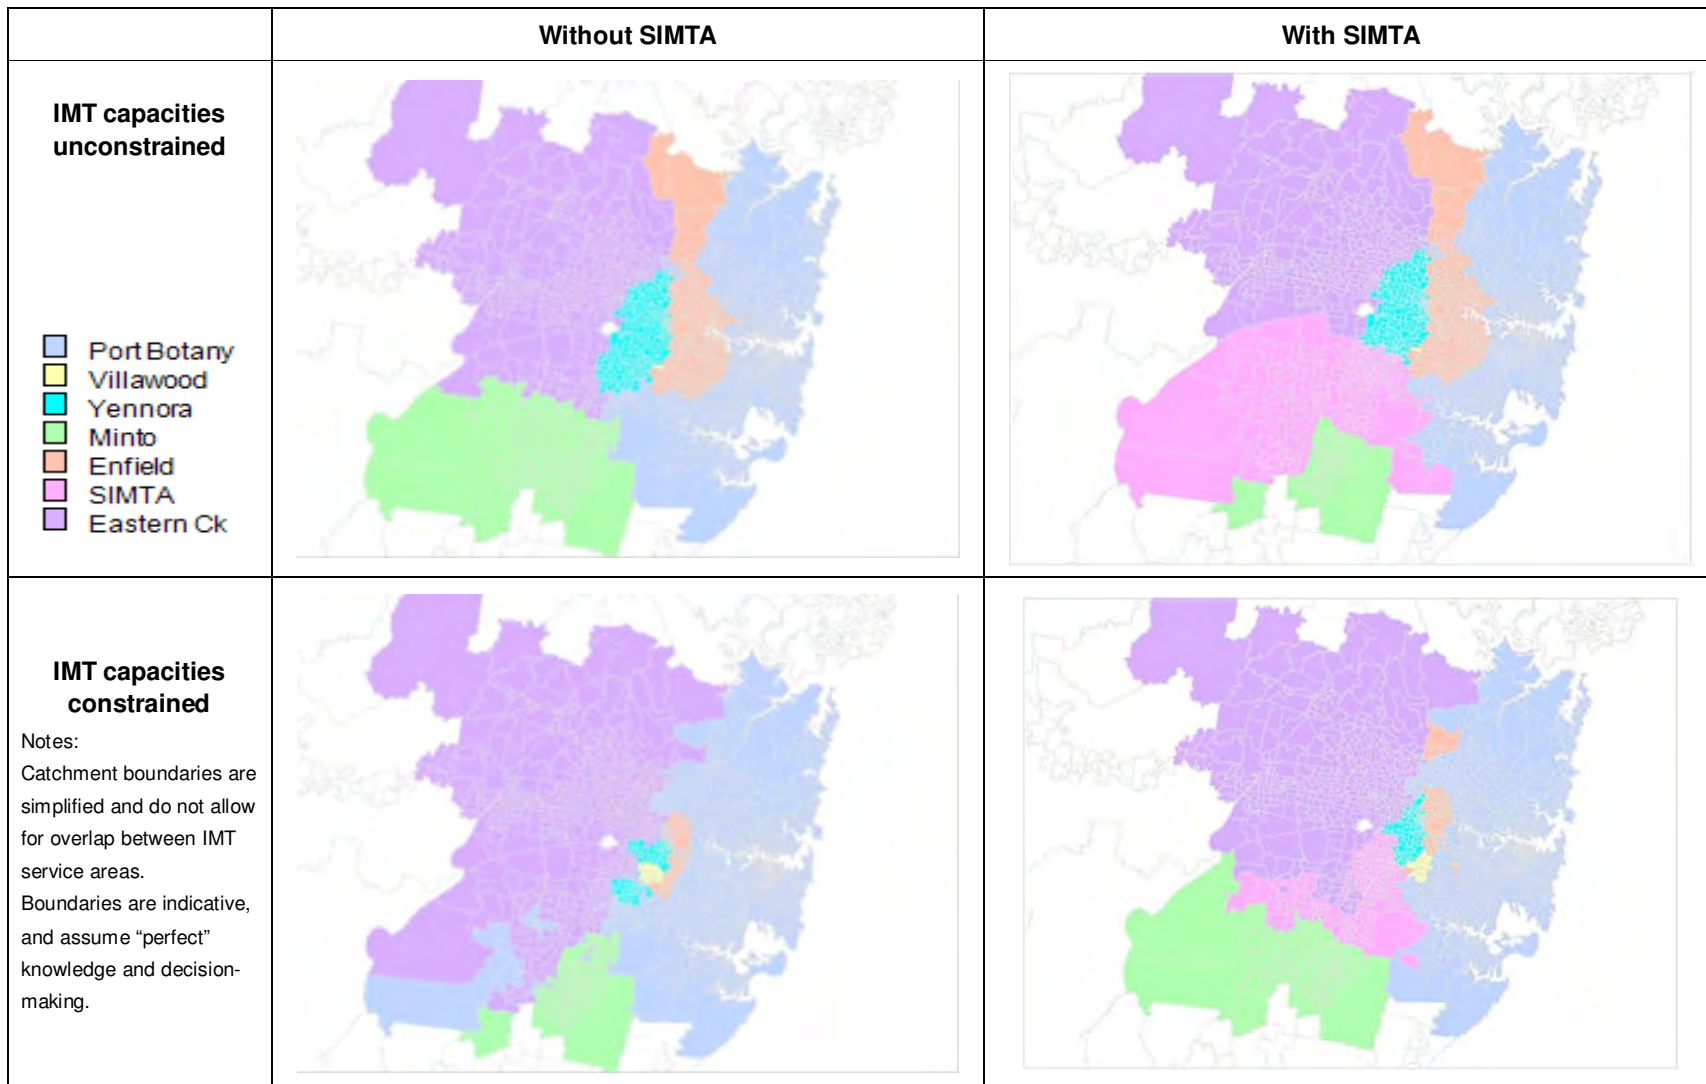 Without SIMTA
With SIMTA
IMT capacities
unconstrained
Port Botany
Villawood
Yennora
Minto
Enfield
SIMTA
Eastern Ck
IMT capacities
constrained
Notes:
Catchment boundaries are
simplified and do not allow
for overlap between IMT
service areas.
Boundaries are indicative,
and assume “perfect”
knowledge and decision-
making.